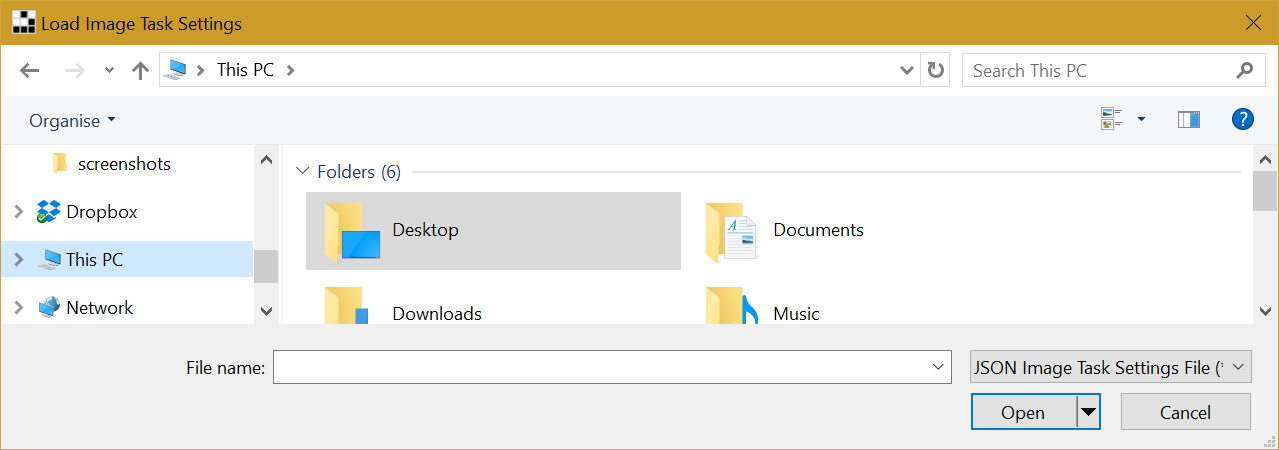 Load Image Task Settings
This PC
Search This PC
Organise
screenshots
Folders (6)
Dropbox
Desktop
Documents
This PC
Network
Downloads
Music
File name:
JSON Image Task Settings File (*
Open
Cancel